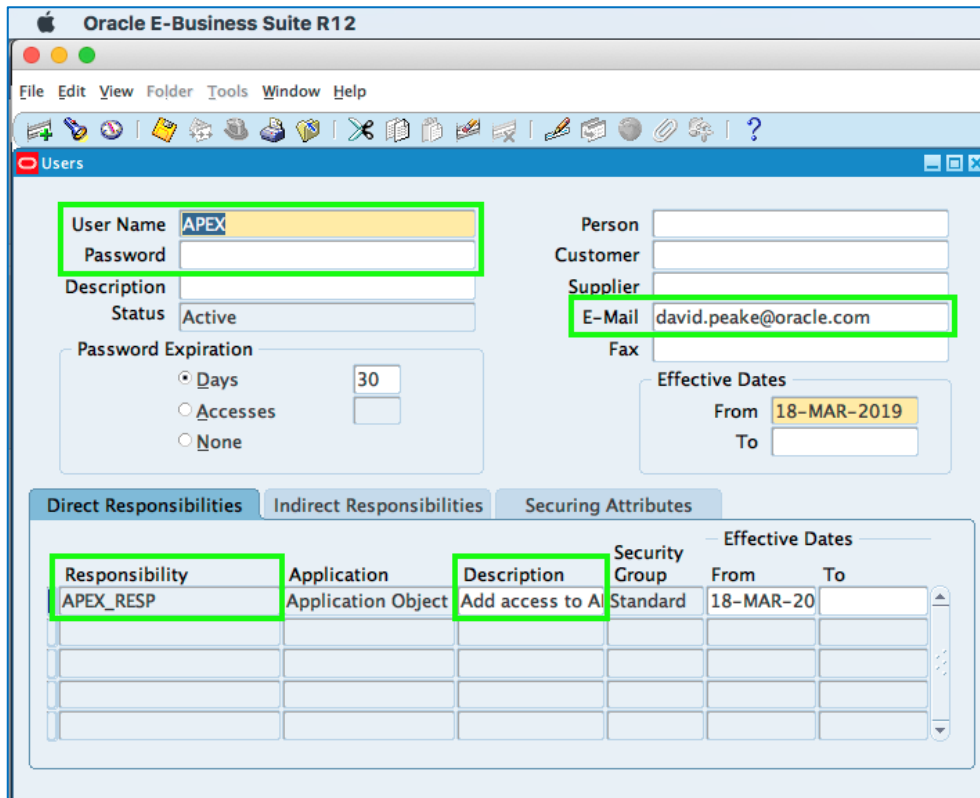 Oracle E-Business Suite R12
File Edit View Folder Tools Window Help
?
Users
User Name APEX
Password
Description
Status Active
Person
Customer
Supplier
E-Mail david.peake@oracle.com
Fax
Password Expiration
Days 30
Accesses
None
Effective Dates
From 18-MAR-2019
To
Direct Responsibilities Indirect Responsibilities Securing Attributes
Effective Dates
Responsibility Application Description Security Group From To
APEX_RESP Application Object Add access to Standard 18-MAR-20